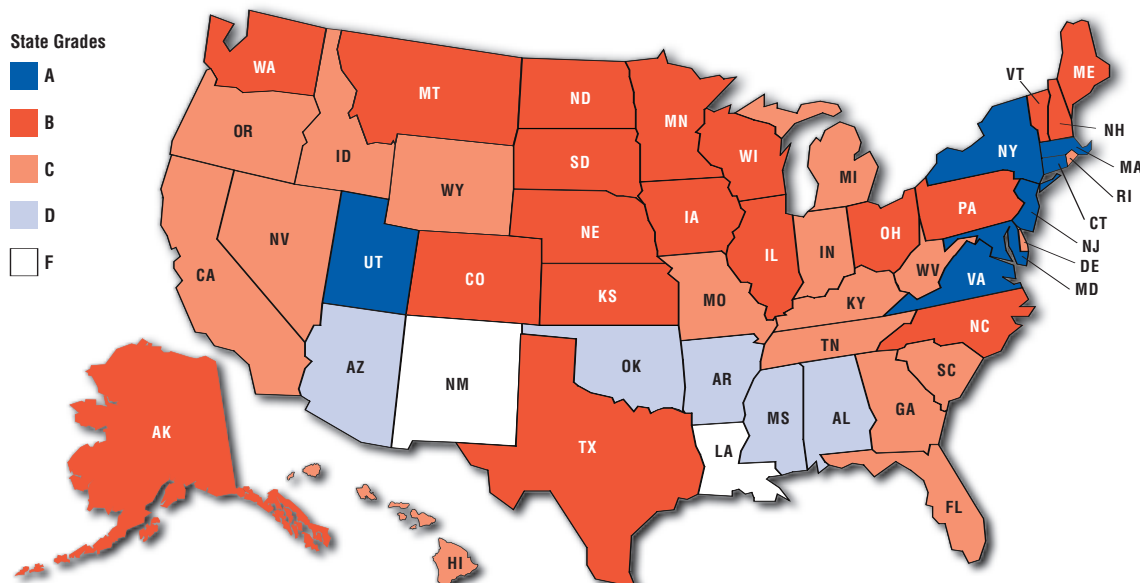 State Grades
A
B
C
D
F
WA
MT
ND
MN
VT
ME
OR
ID
SD
WI
NY
NH
MA
WY
MI
RI
IA
PA
CT
NV
NE
OH
NJ
UT
IL
IN
DE
CA
CO
WV
VA
MD
KS
MO
KY
NC
TN
AZ
OK
NM
AR
SC
MS
AL
GA
AK
TX
LA
FL
HI